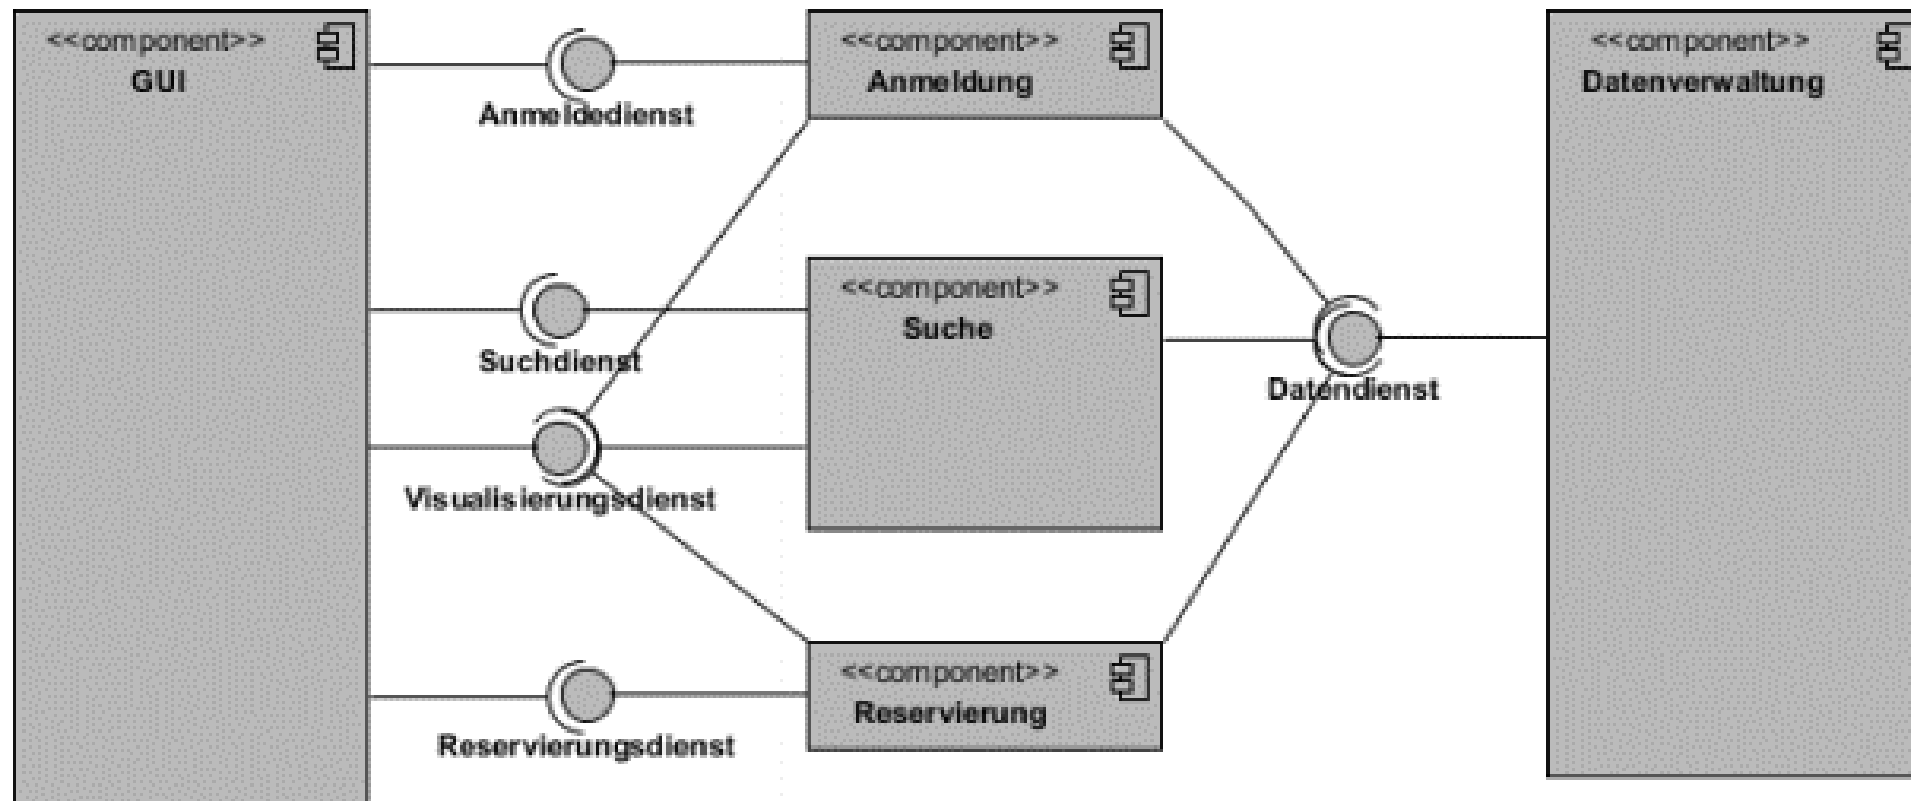 <<component>>
GUI
Anmeldedienst
Suchdienst
Visualisierungsdienst
Reservierungsdienst
<<component>>
Anmeldung
<<component>>
Suche
<<component>>
Reservierung
Datendienst
<<component>>
Datenverwaltung